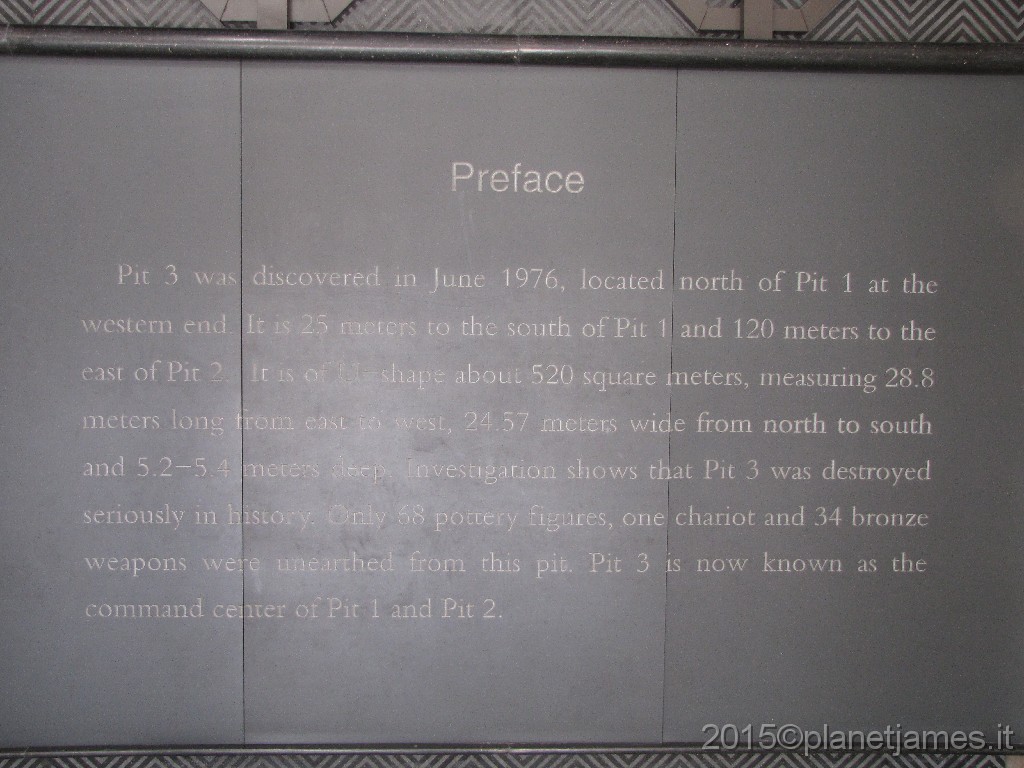 Preface
Pit 3 was discovered in June 1976, located north of Pit 1 at the
western end. It is 25 meters to the south of Pit 1 and 120 meters to the
east of Pit 2. It is of U-shape about 520 square meters, measuring 28.8
meters long from east to west, 24.57 meters wide from north to south
and 5.2-5.4 meters deep. Investigation shows that Pit 3 was destroyed
seriously in history. Only 68 pottery figures, one chariot and 34 bronze
weapons were unearthed from this pit. Pit 3 is now known as the
command center of Pit 1 and Pit 2.
2015©planetjames.it